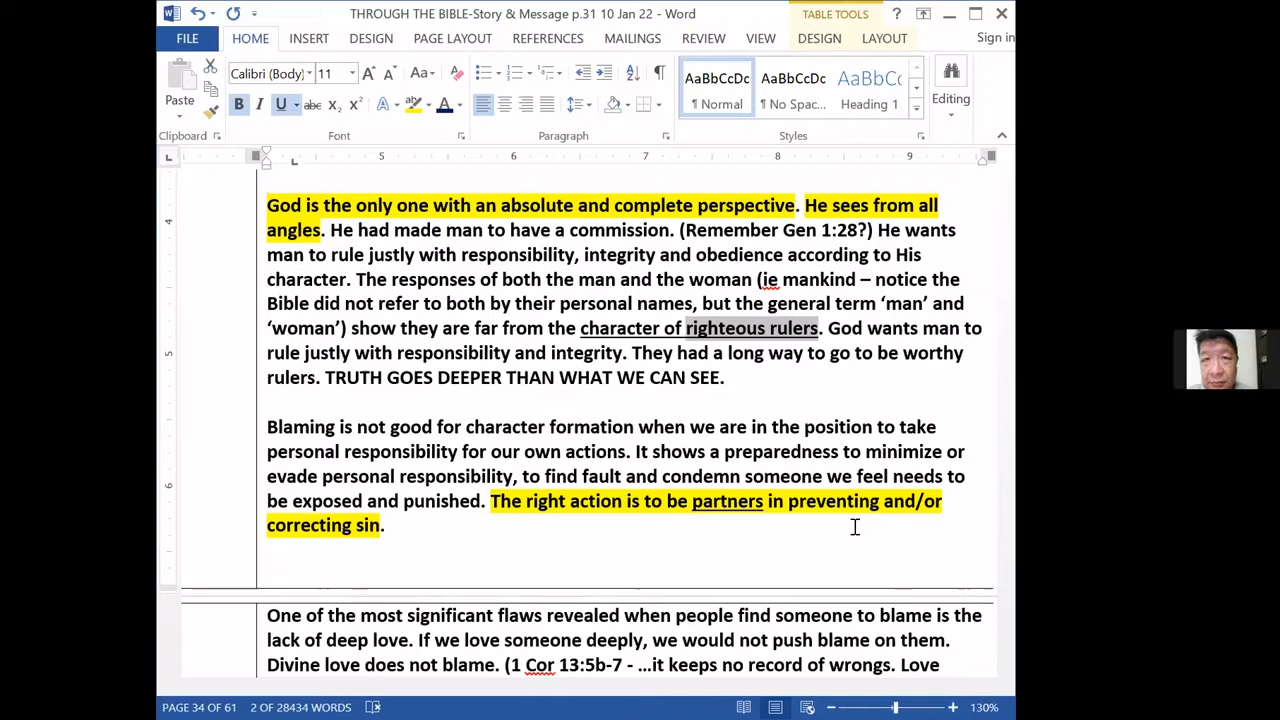 THROUGH THE BIBLE-Story & Message p.31 10 Jan 22 - Word
TABLE TOOLS
FILE HOME INSERT DESIGN PAGE LAYOUT REFERENCES MAILINGS REVIEW VIEW DESIGN LAYOUT Sign in
Calibri (Body) 11
Paste
AaBbCcDc AaBbCcDc AaBbCc
¶ Normal ¶ No Spac... Heading 1
Editing
Clipboard Font Paragraph Styles
5 6 7 8 9
God is the only one with an absolute and complete perspective. He sees from all
angles. He had made man to have a commission. (Remember Gen 1:28?) He wants
man to rule justly with responsibility, integrity and obedience according to His
character. The responses of both the man and the woman (ie mankind – notice the
Bible did not refer to both by their personal names, but the general term ‘man’ and
‘woman’) show they are far from the character of righteous rulers. God wants man to
rule justly with responsibility and integrity. They had a long way to go to be worthy
rulers. TRUTH GOES DEEPER THAN WHAT WE CAN SEE.
Blaming is not good for character formation when we are in the position to take
personal responsibility for our own actions. It shows a preparedness to minimize or
evade personal responsibility, to find fault and condemn someone we feel needs to
be exposed and punished. The right action is to be partners in preventing and/or
correcting sin.
One of the most significant flaws revealed when people find someone to blame is the
lack of deep love. If we love someone deeply, we would not push blame on them.
Divine love does not blame. (1 Cor 13:5b-7 - …it keeps no record of wrongs. Love
PAGE 34 OF 61 2 OF 28434 WORDS 130%